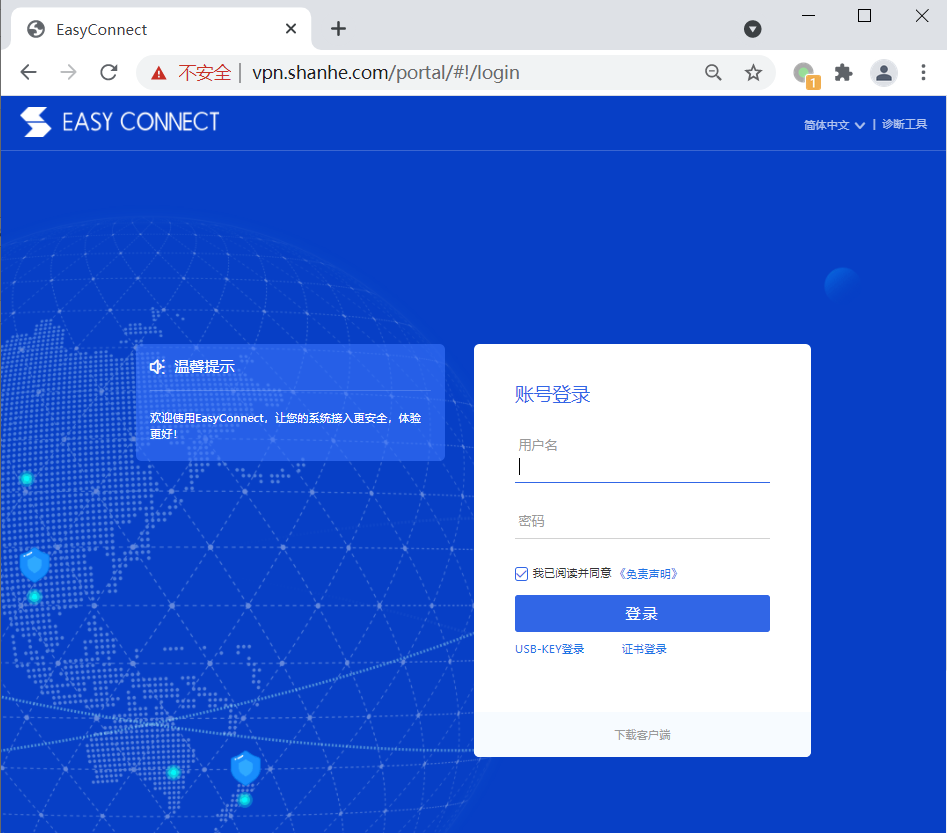 EasyConnect
不安全 | vpn.shanhe.com/portal/#!/login
1
EASY CONNECT
简体中文 | 诊断工具
温馨提示
欢迎使用EasyConnect，让您的系统接入更安全，体验
更好！
账号登录
用户名
密码
我已阅读并同意 《免责声明》
登录
USB-KEY登录 证书登录
下载客户端